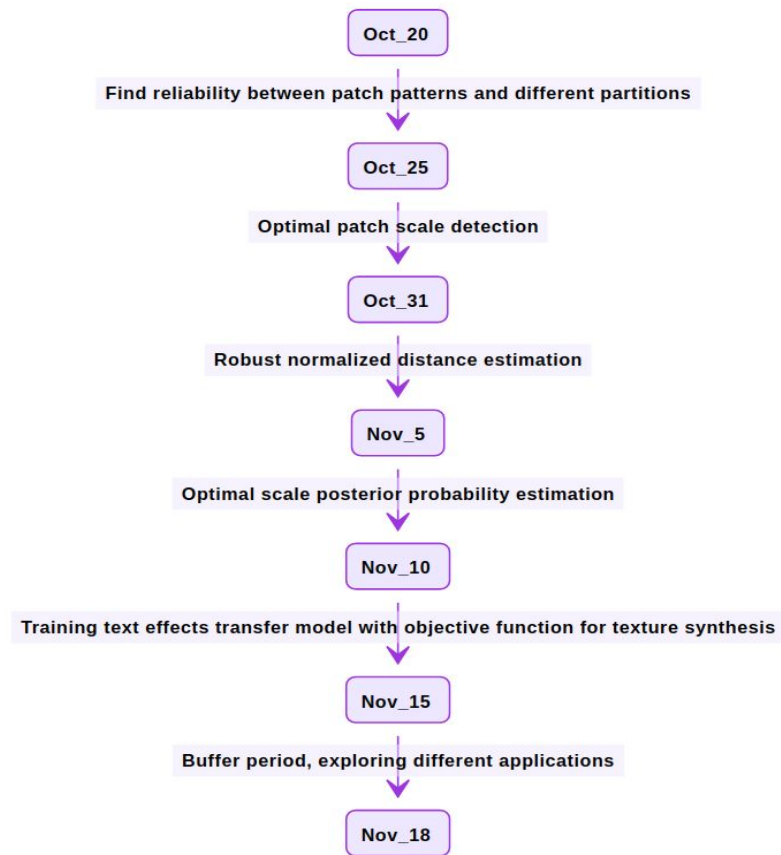 Oct_20
Find reliability between patch patterns and different partitions
Oct_25
Optimal patch scale detection
Oct_31
Robust normalized distance estimation
Nov_5
Optimal scale posterior probability estimation
Nov_10
Training text effects transfer model with objective function for texture synthesis
Nov_15
Buffer period, exploring different applications
Nov_18